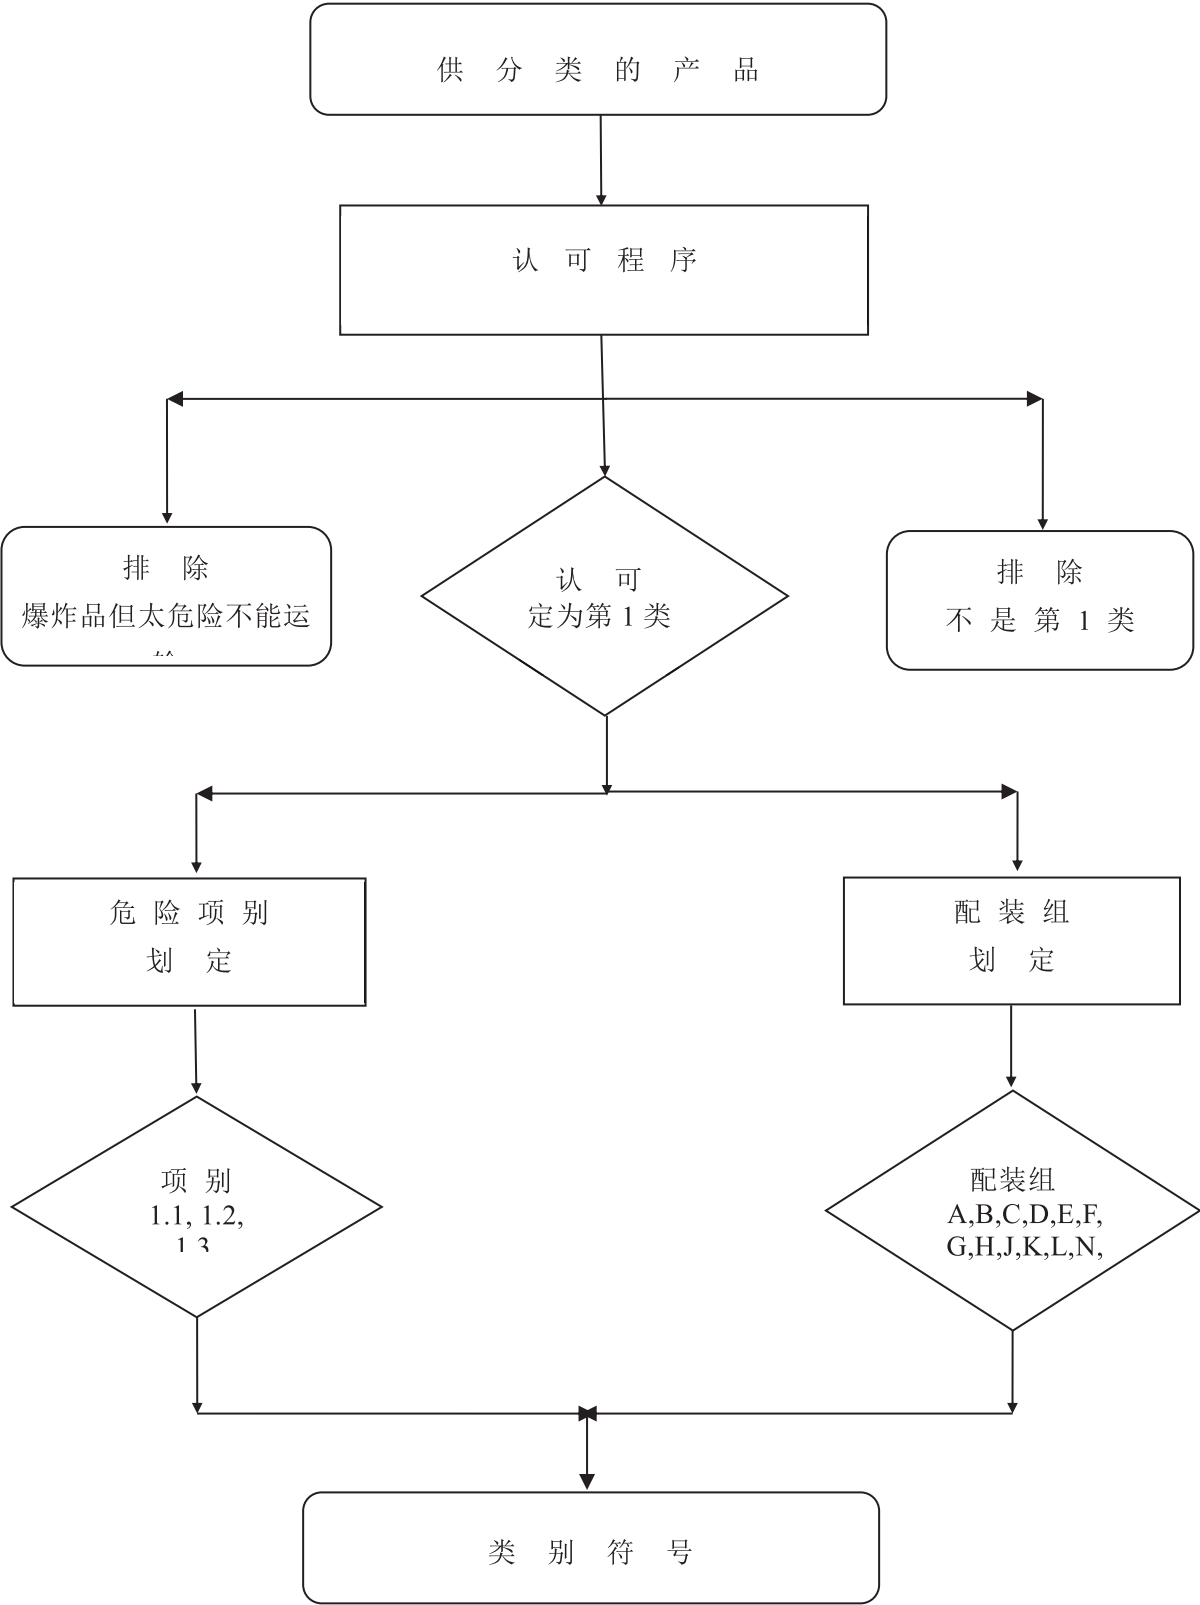 供分类的产品
认可程序
排除
爆炸品但太危险不能运
认可
定为第1类
排除
不是第1类
危险项别
划定
配装组
划定
项别
1.1, 1.2,
1.3
配装组
A,B,C,D,E,F,
G,H,J,K,L,N,
类别符号